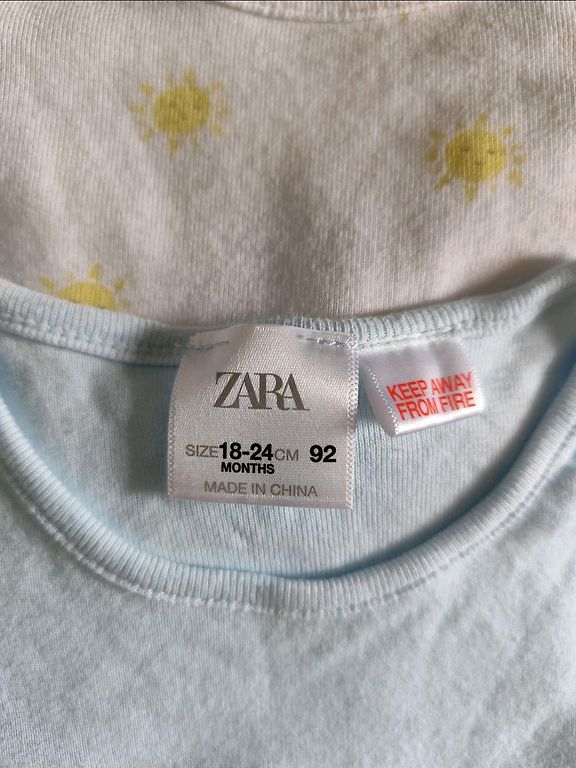 ZARA
SIZE 18-24 CM 92
MONTHS
MADE IN CHINA
KEEP AWAY
FROM FIRE